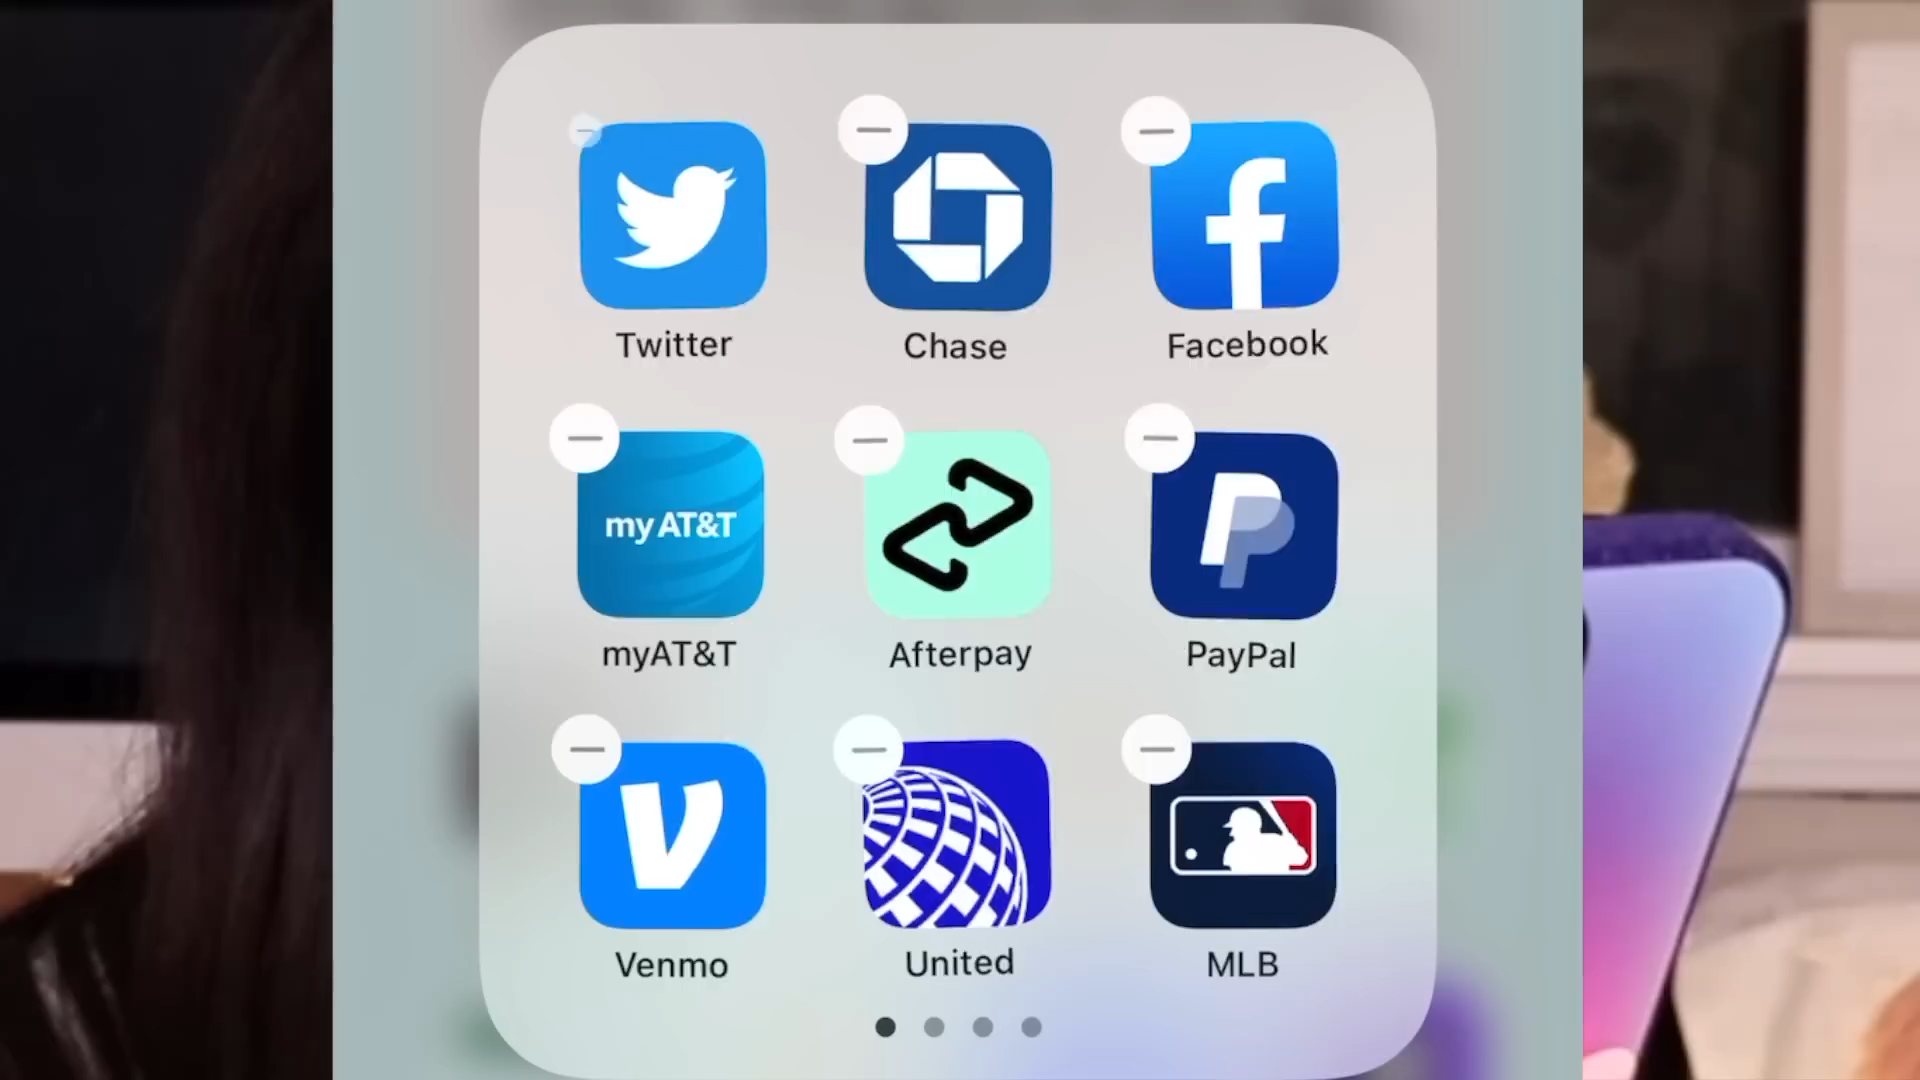 Twitter
Chase
Facebook
my AT&T
myAT&T
Afterpay
PayPal
Venmo
United
MLB